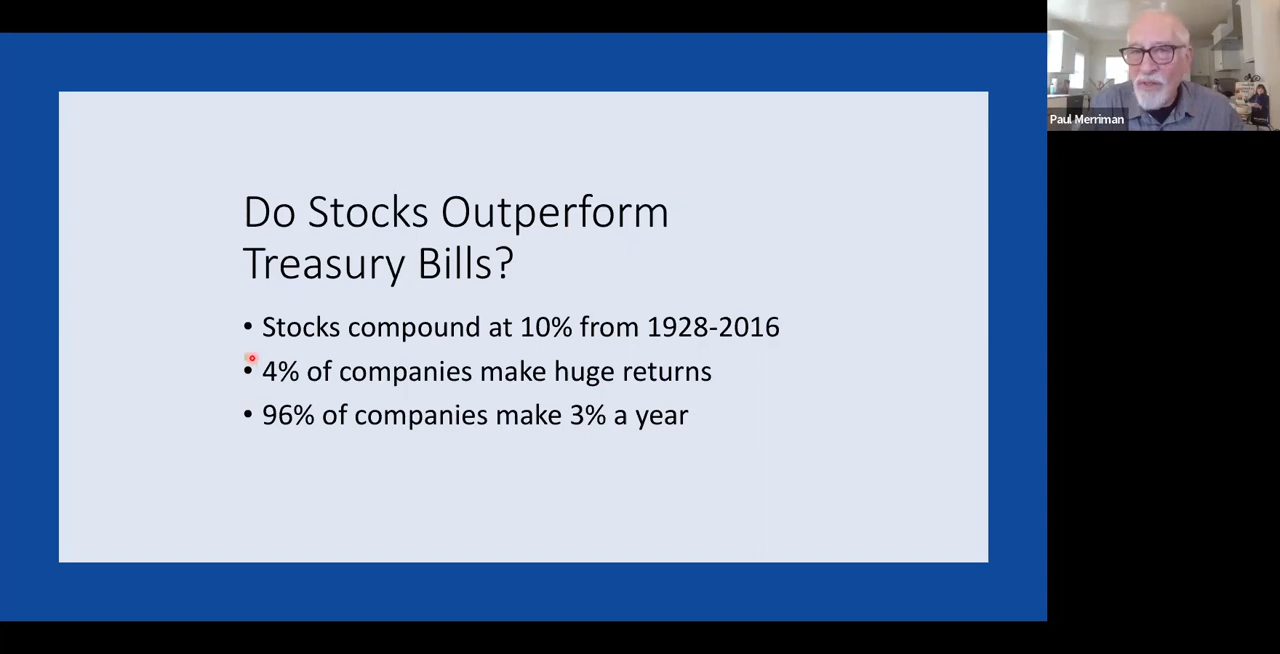 Do Stocks Outperform
Treasury Bills?
• Stocks compound at 10% from 1928-2016
• 4% of companies make huge returns
• 96% of companies make 3% a year
Paul Merriman